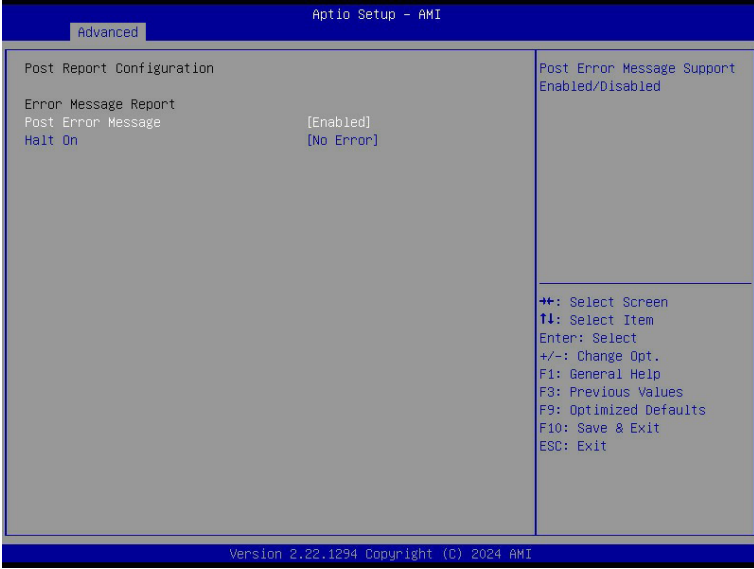 Aptio Setup – AMI
Advanced
Post Report Configuration
Error Message Report
Post Error Message [Enabled]
Halt On [No Error]
Post Error Message Support
Enabled/Disabled
→←: Select Screen
↑↓: Select Item
Enter: Select
+/-: Change Opt.
F1: General Help
F3: Previous Values
F9: Optimized Defaults
F10: Save & Exit
ESC: Exit
Version 2.22.1294 Copyright (C) 2024 AMI